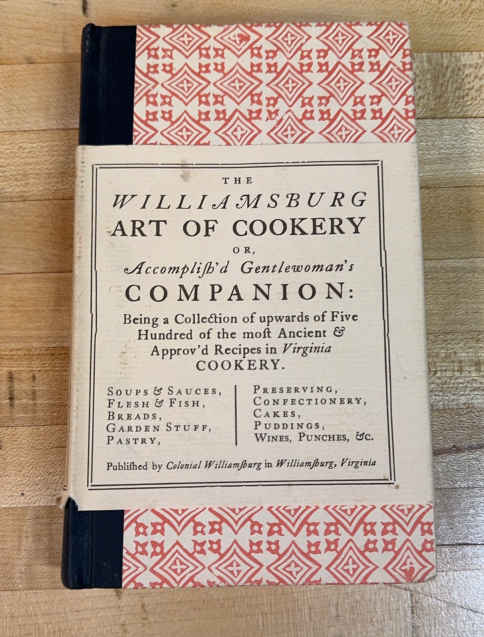 THE
WILLIAMSBURG
ART OF COOKERY
OR,
Accompliſh'd Gentlewoman's
COMPANION:
Being a Collection of upwards of Five
Hundred of the moſt Ancient &
Approv'd Recipes in Virginia
COOKERY.
SOUPS & SAUCES,
FLESH & FISH,
BREADS,
GARDEN STUFF,
PASTRY,
PRESERVING,
CONFECTIONERY,
CAKES,
PUDDINGS,
WINES, PUNCHES, &c.
Publiſhed by Colonial Williamſburg in Williamſburg, Virginia